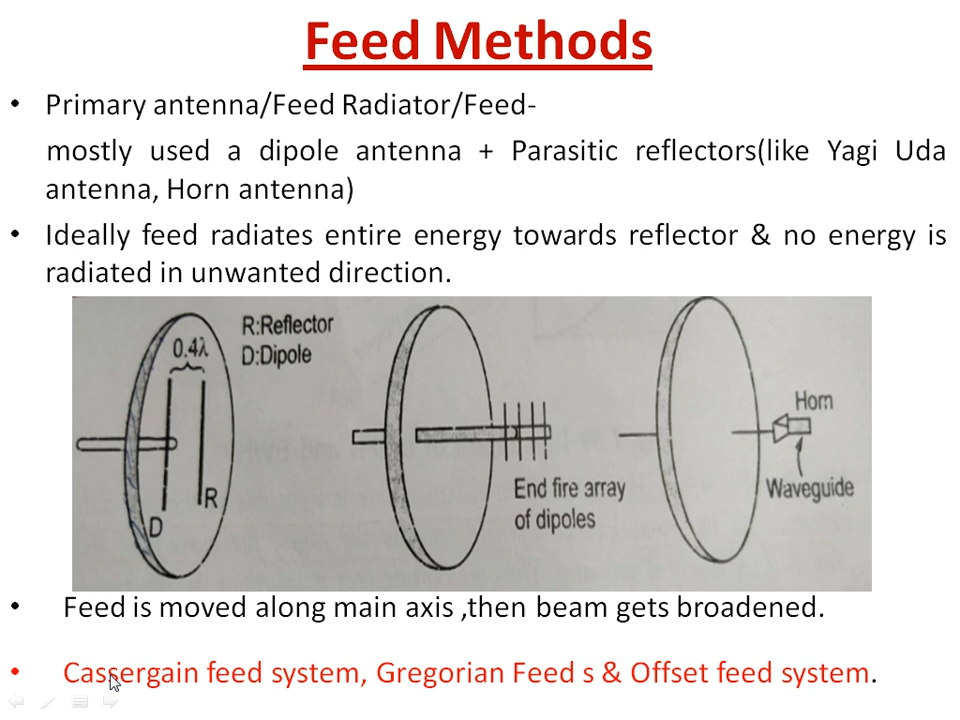 Feed Methods
• Primary antenna/Feed Radiator/Feed-
mostly used a dipole antenna + Parasitic reflectors(like Yagi Uda
antenna, Horn antenna)
• Ideally feed radiates entire energy towards reflector & no energy is
radiated in unwanted direction.
R:Reflector
D:Dipole
0.4λ
D
R
End fire array
of dipoles
Horn
Waveguide
• Feed is moved along main axis ,then beam gets broadened.
• Cassergain feed system, Gregorian Feed s & Offset feed system.